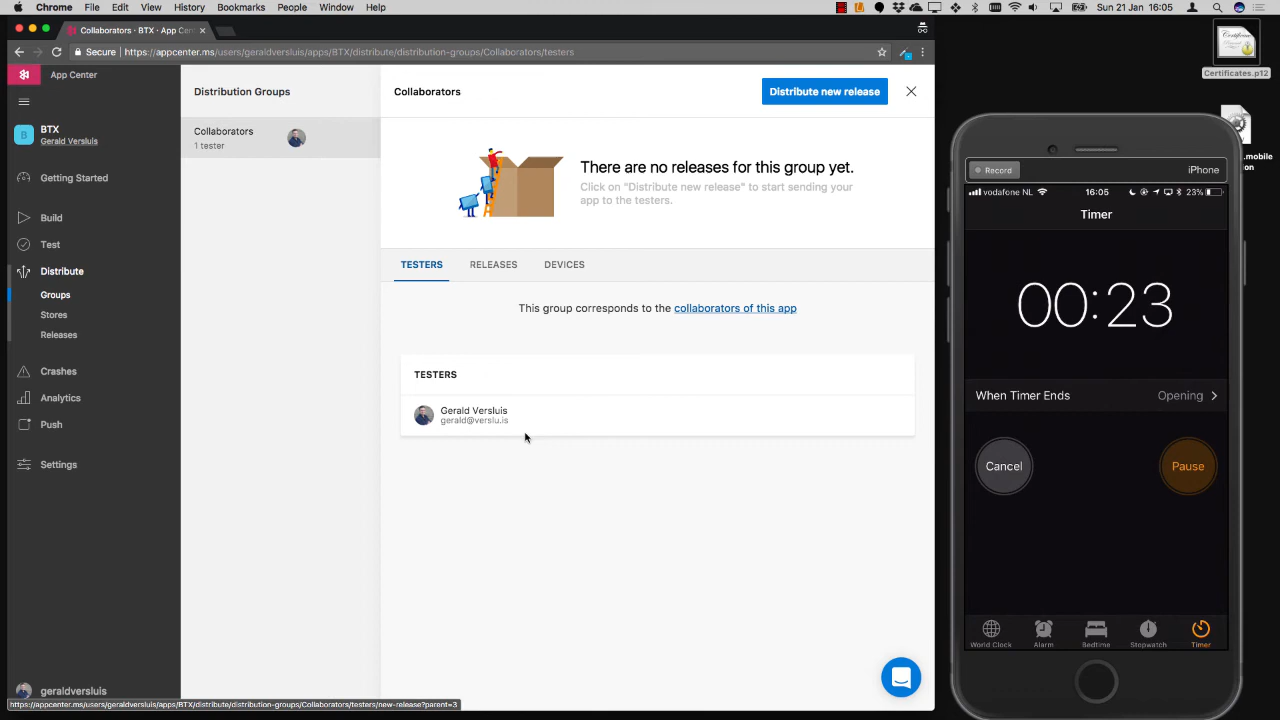 Chrome File Edit View History Bookmarks People Window Help
Sun 21 Jan 16:05
Collaborators · BTX · App Cen
Secure https://appcenter.ms/users/geraldversluis/apps/BTX/distribute/distribution-groups/Collaborators/testers
App Center
B
BTX
Gerald Versluis
Getting Started
Build
Test
Distribute
Groups
Stores
Releases
Crashes
Analytics
Push
Settings
geraldversluis
Distribution Groups
Collaborators
1 tester
Collaborators
Distribute new release
There are no releases for this group yet.
Click on "Distribute new release" to start sending your
app to the testers.
TESTERS RELEASES DEVICES
This group corresponds to the collaborators of this app
TESTERS
Gerald Versluis
gerald@verslu.is
https://appcenter.ms/users/geraldversluis/apps/BTX/distribute/distribution-groups/Collaborators/testers/new-release?parent=3
Certificates.p12
.mobile
on
Record iPhone
vodafone NL 16:05 23%
Timer
00:23
When Timer Ends Opening
Cancel Pause
World Clock Alarm Bedtime Stopwatch Timer